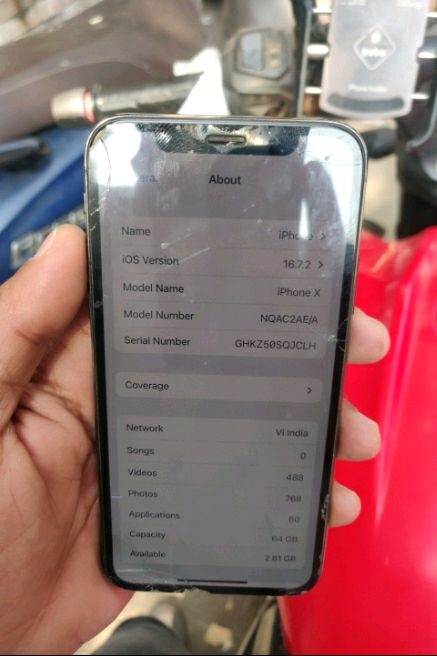 About
Name iPhone >
iOS Version 16.7.2 >
Model Name iPhone X
Model Number NQAC2AE/A
Serial Number GHKZ50SQJCLH
Coverage >
Network Vi India
Songs 0
Videos 488
Photos 768
Applications 60
Capacity 64 GB
Available 2.81 GB